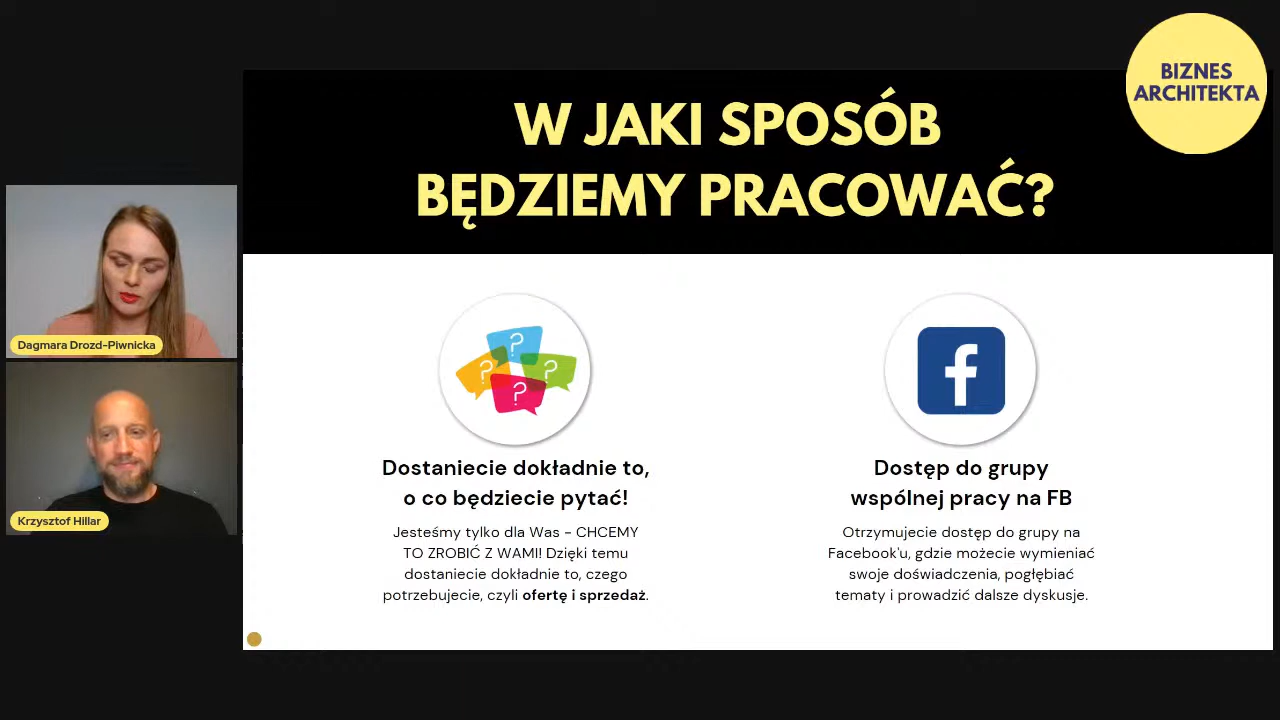 BIZNES
ARCHITEKTA
W JAKI SPOSÓB
BĘDZIEMY PRACOWAĆ?
Dagmara Drozd-Piwnicka
Krzysztof Hillar
? ? ? ?
Dostaniecie dokładnie to,
o co będziecie pytać!
Jesteśmy tylko dla Was - CHCEMY
TO ZROBIĆ Z WAMI! Dzięki temu
dostaniecie dokładnie to, czego
potrzebujecie, czyli ofertę i sprzedaż.
f
Dostęp do grupy
wspólnej pracy na FB
Otrzymujecie dostęp do grupy na
Facebook'u, gdzie możecie wymieniać
swoje doświadczenia, pogłębiać
tematy i prowadzić dalsze dyskusje.